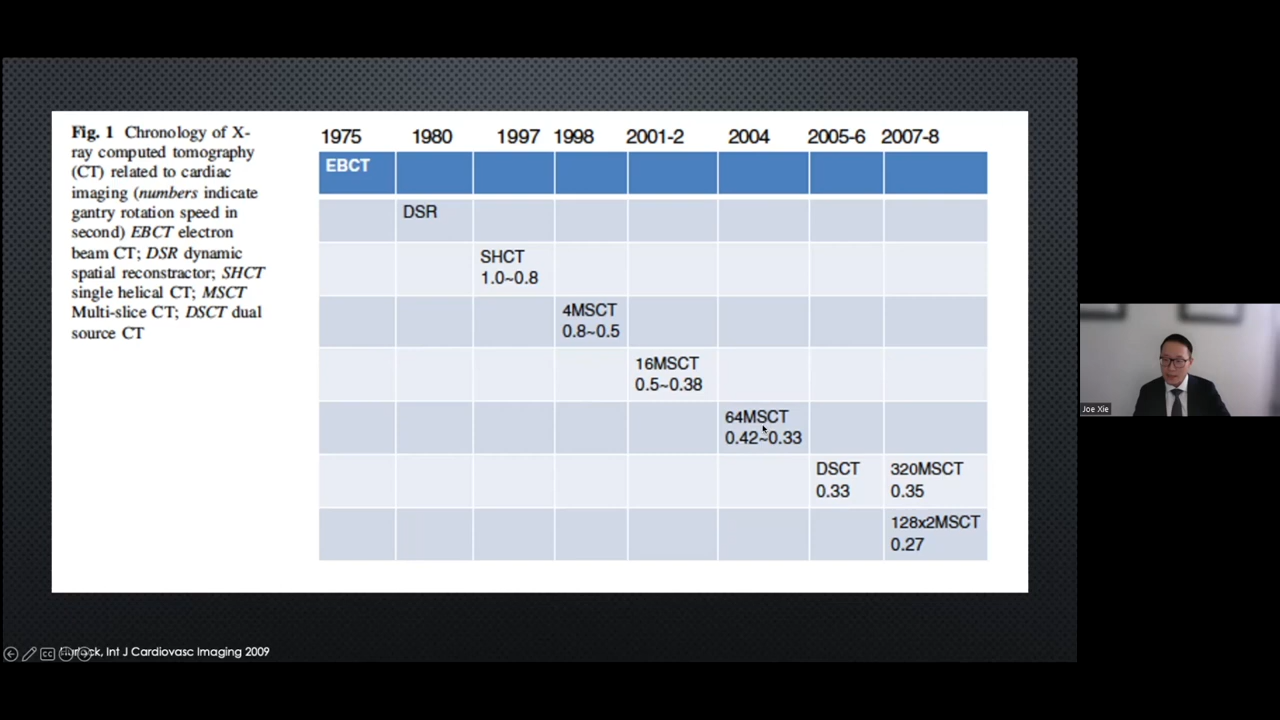 Fig. 1 Chronology of X-
ray computed tomography
(CT) related to cardiac
imaging (numbers indicate
gantry rotation speed in
second) EBCT electron
beam CT; DSR dynamic
spatial reconstractor; SHCT
single helical CT; MSCT
Multi-slice CT; DSCT dual
source CT
1975 1980 1997 1998 2001-2 2004 2005-6 2007-8
EBCT
DSR
SHCT
1.0~0.8
4MSCT
0.8~0.5
16MSCT
0.5~0.38
64MSCT
0.42~0.33
DSCT 320MSCT
0.33 0.35
128x2MSCT
0.27
Int J Cardiovasc Imaging 2009
Joe Xie